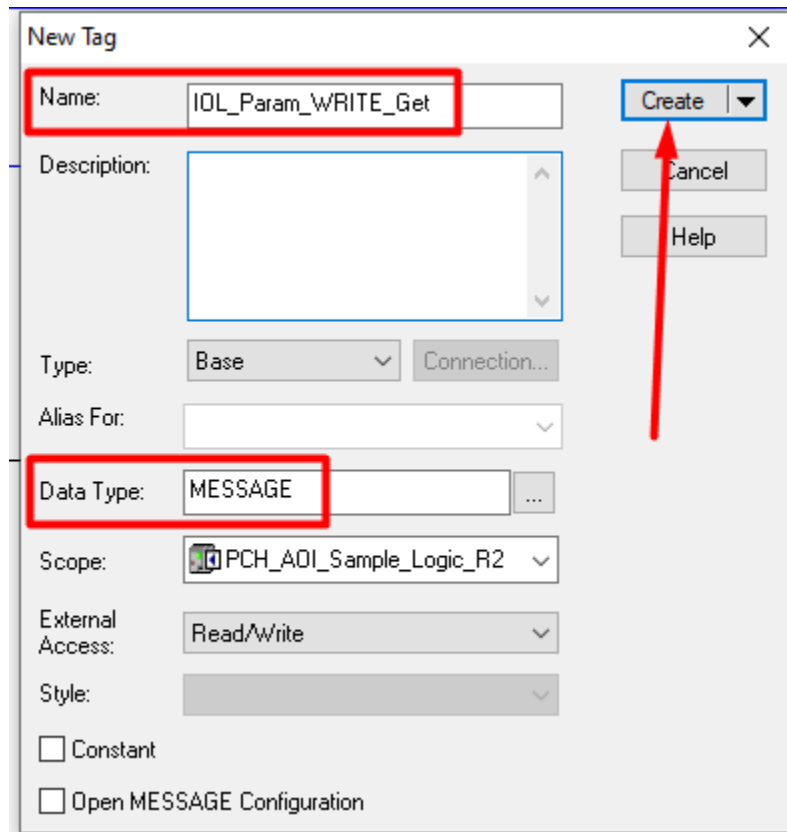 New Tag
Name: IOL_Param_WRITE_Get
Create
Description:
Cancel
Help
Type: Base Connection...
Alias For:
Data Type: MESSAGE ...
Scope: PCH_AOI_Sample_Logic_R2
External Access: Read/Write
Style:
Constant
Open MESSAGE Configuration